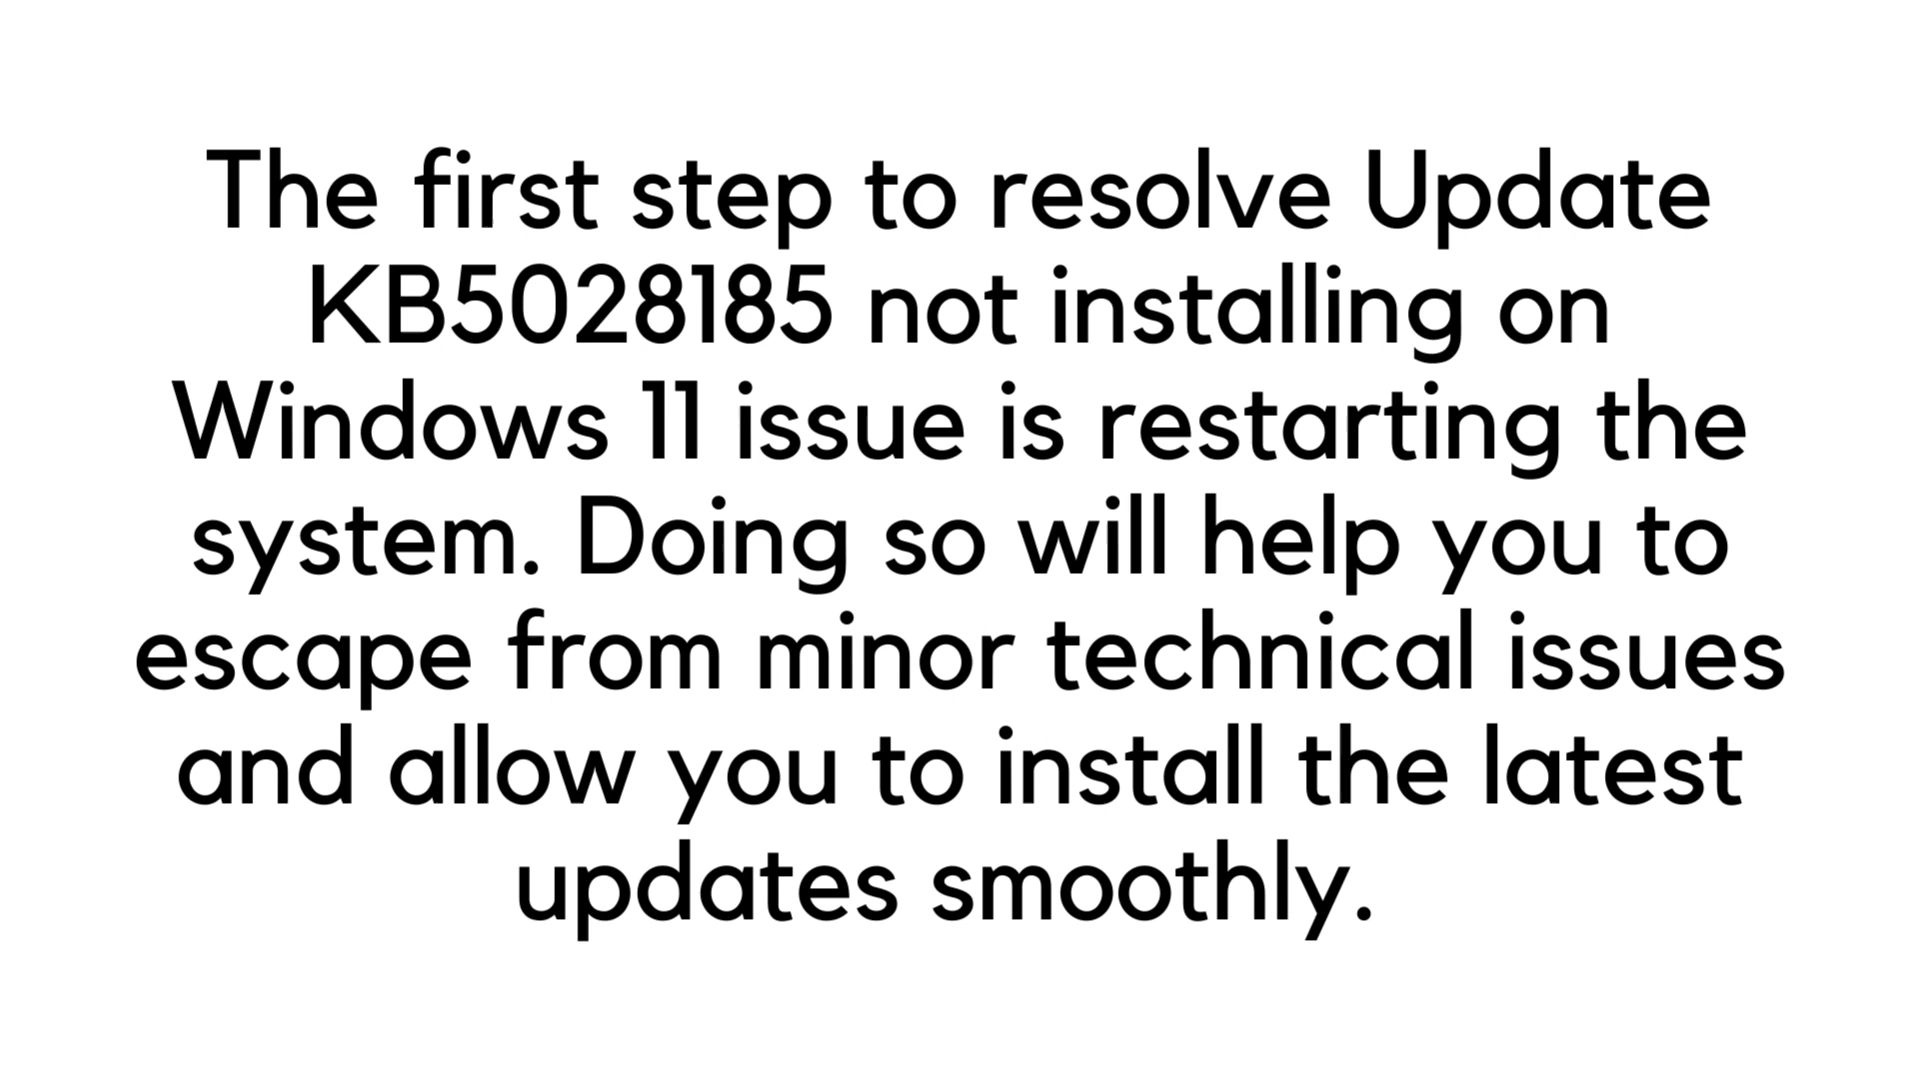 The first step to resolve Update
KB5028185 not installing on
Windows 11 issue is restarting the
system. Doing so will help you to
escape from minor technical issues
and allow you to install the latest
updates smoothly.